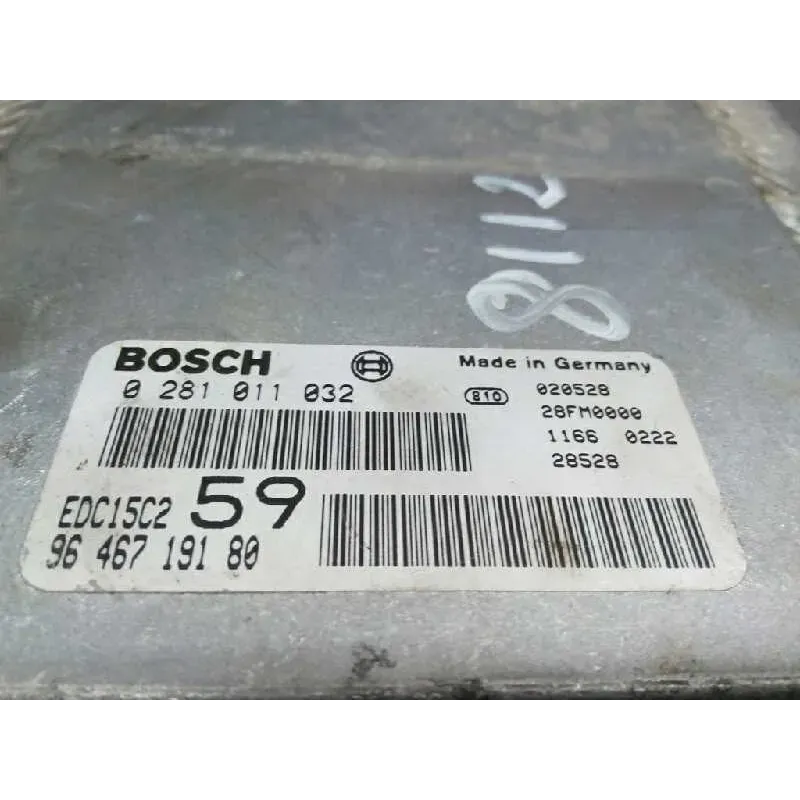 8112
BOSCH
Made in Germany
0 281 011 032
810
020528
28FM0000
1166 0222
28528
EDC15C2 59
96 467 191 80